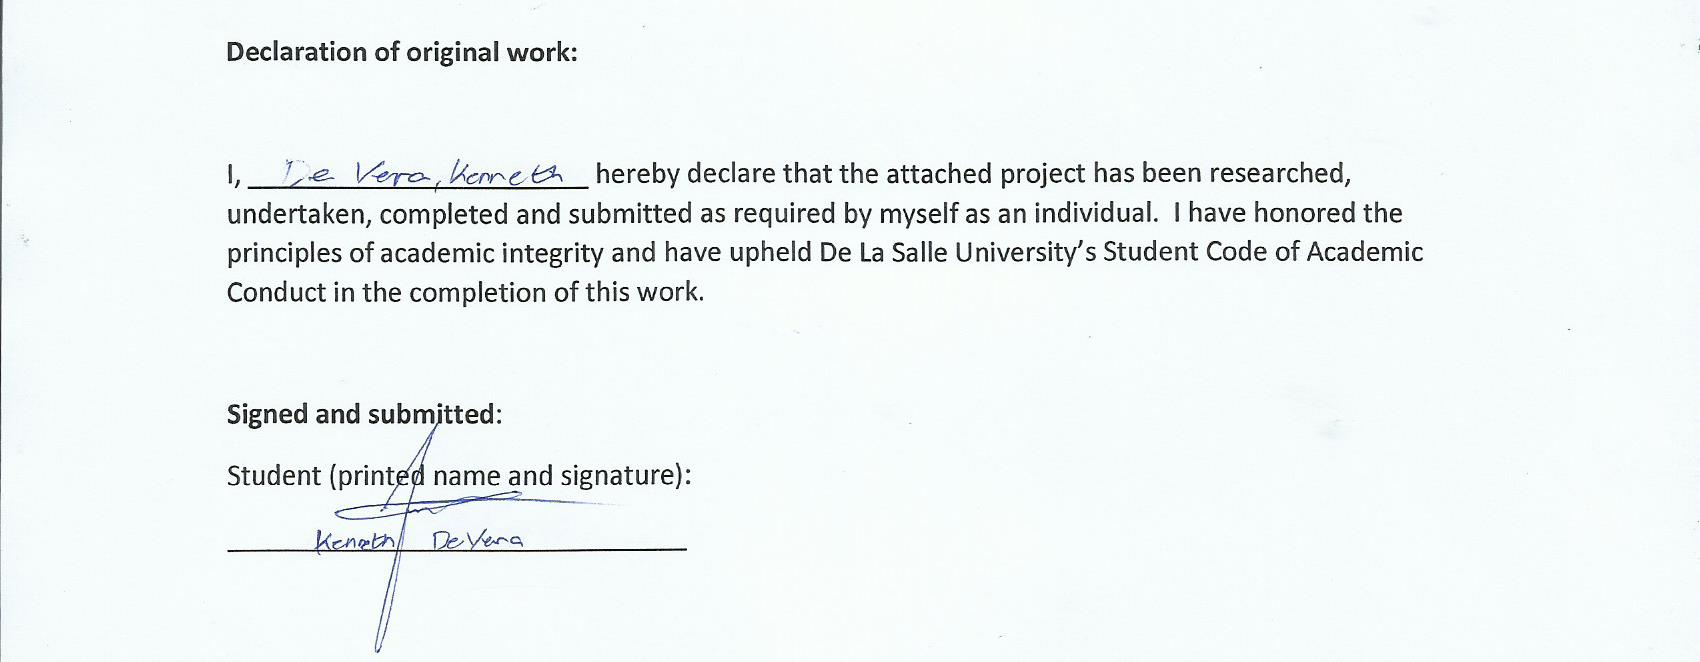 Declaration of original work:
I, De Vera, Kenneth hereby declare that the attached project has been researched,
undertaken, completed and submitted as required by myself as an individual.  I have honored the
principles of academic integrity and have upheld De La Salle University’s Student Code of Academic
Conduct in the completion of this work.
Signed and submitted:
Student (printed name and signature):
Kenneth De Vera